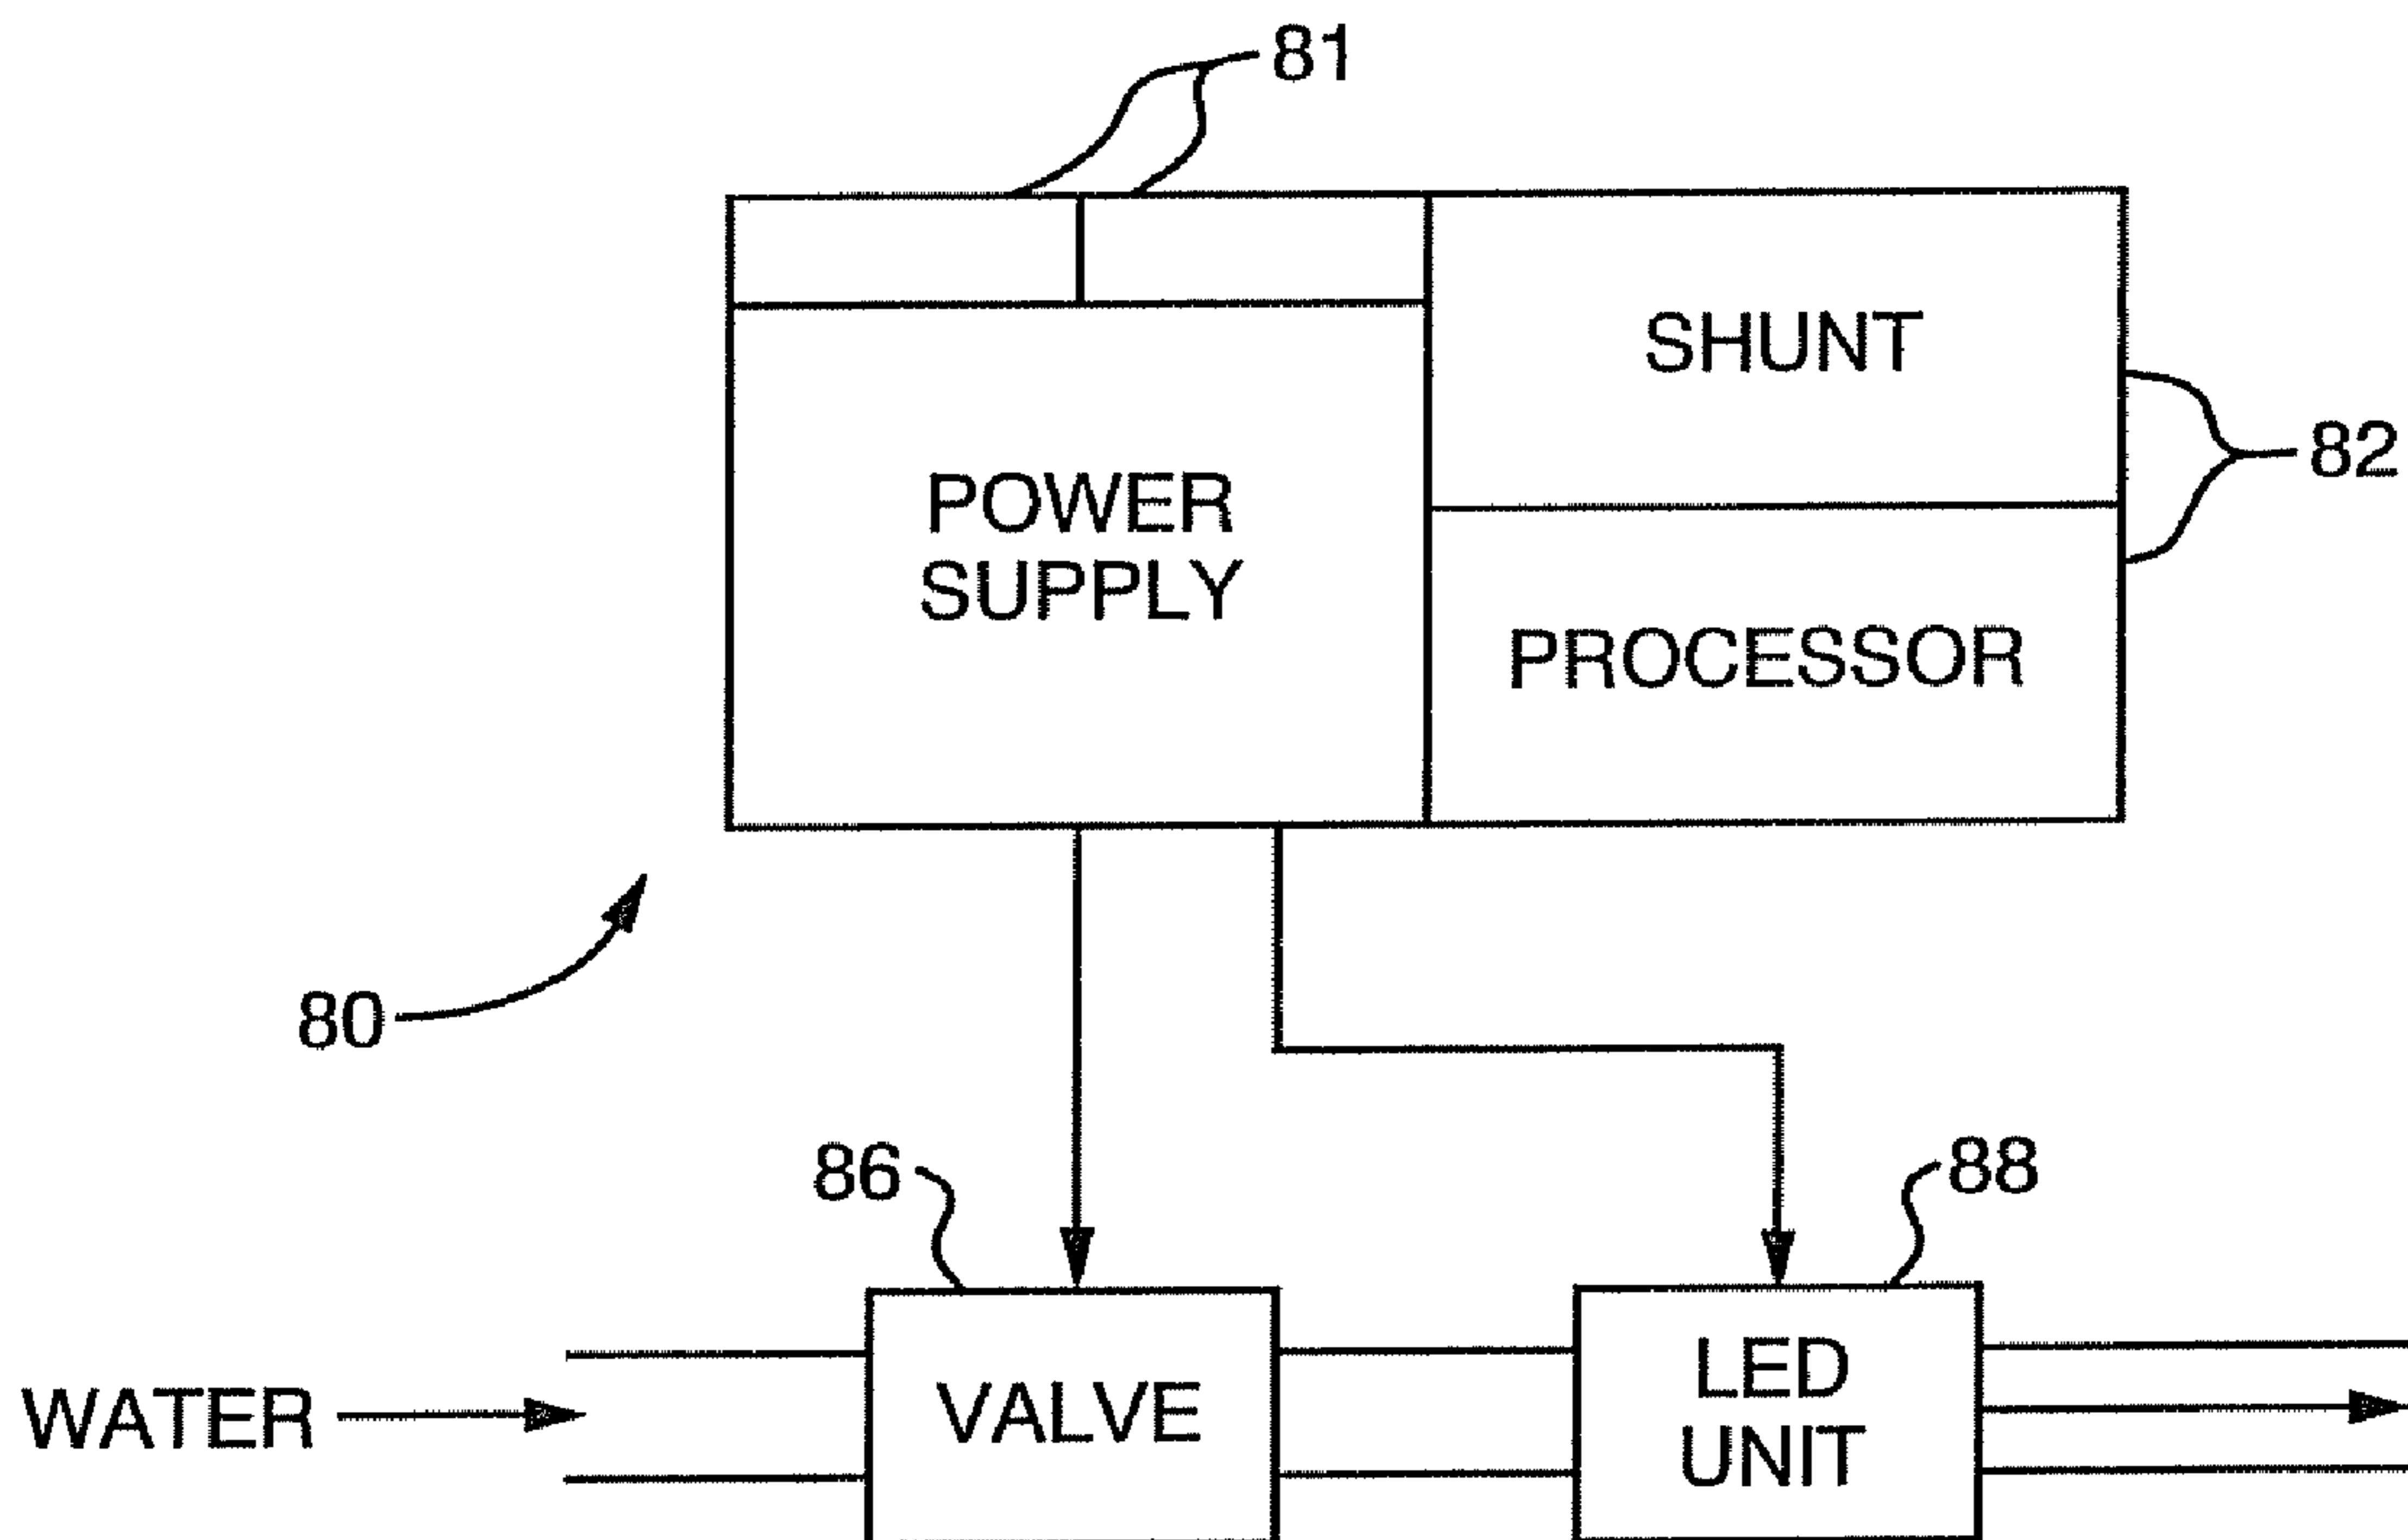 81
SHUNT
82
POWER
SUPPLY
PROCESSOR
80
86
88
WATER
VALVE
LED
UNIT